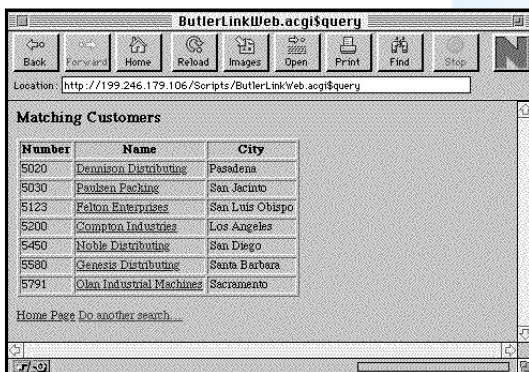 ButlerLinkWeb.acgi$query
Back Forward Home Reload Images Open Print Find Stop N
Location: http://199.246.179.106/Scripts/ButlerLinkWeb.acgi$query
Matching Customers
Number Name City
5020 Dennison Distributing Pasadena
5030 Paulsen Packing San Jacinto
5123 Felton Enterprises San Luis Obispo
5200 Compton Industries Los Angeles
5450 Noble Distributing San Diego
5580 Genesis Distributing Santa Barbara
5791 Olan Industrial Machines Sacramento
Home Page Do another search...